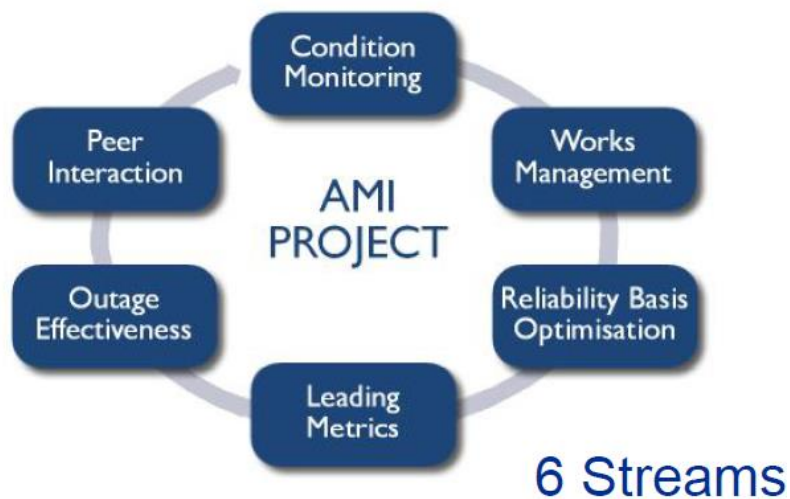 Condition
Monitoring
Peer
Interaction
Works
Management
AMI
PROJECT
Outage
Effectiveness
Reliability Basis
Optimisation
Leading
Metrics
6 Streams